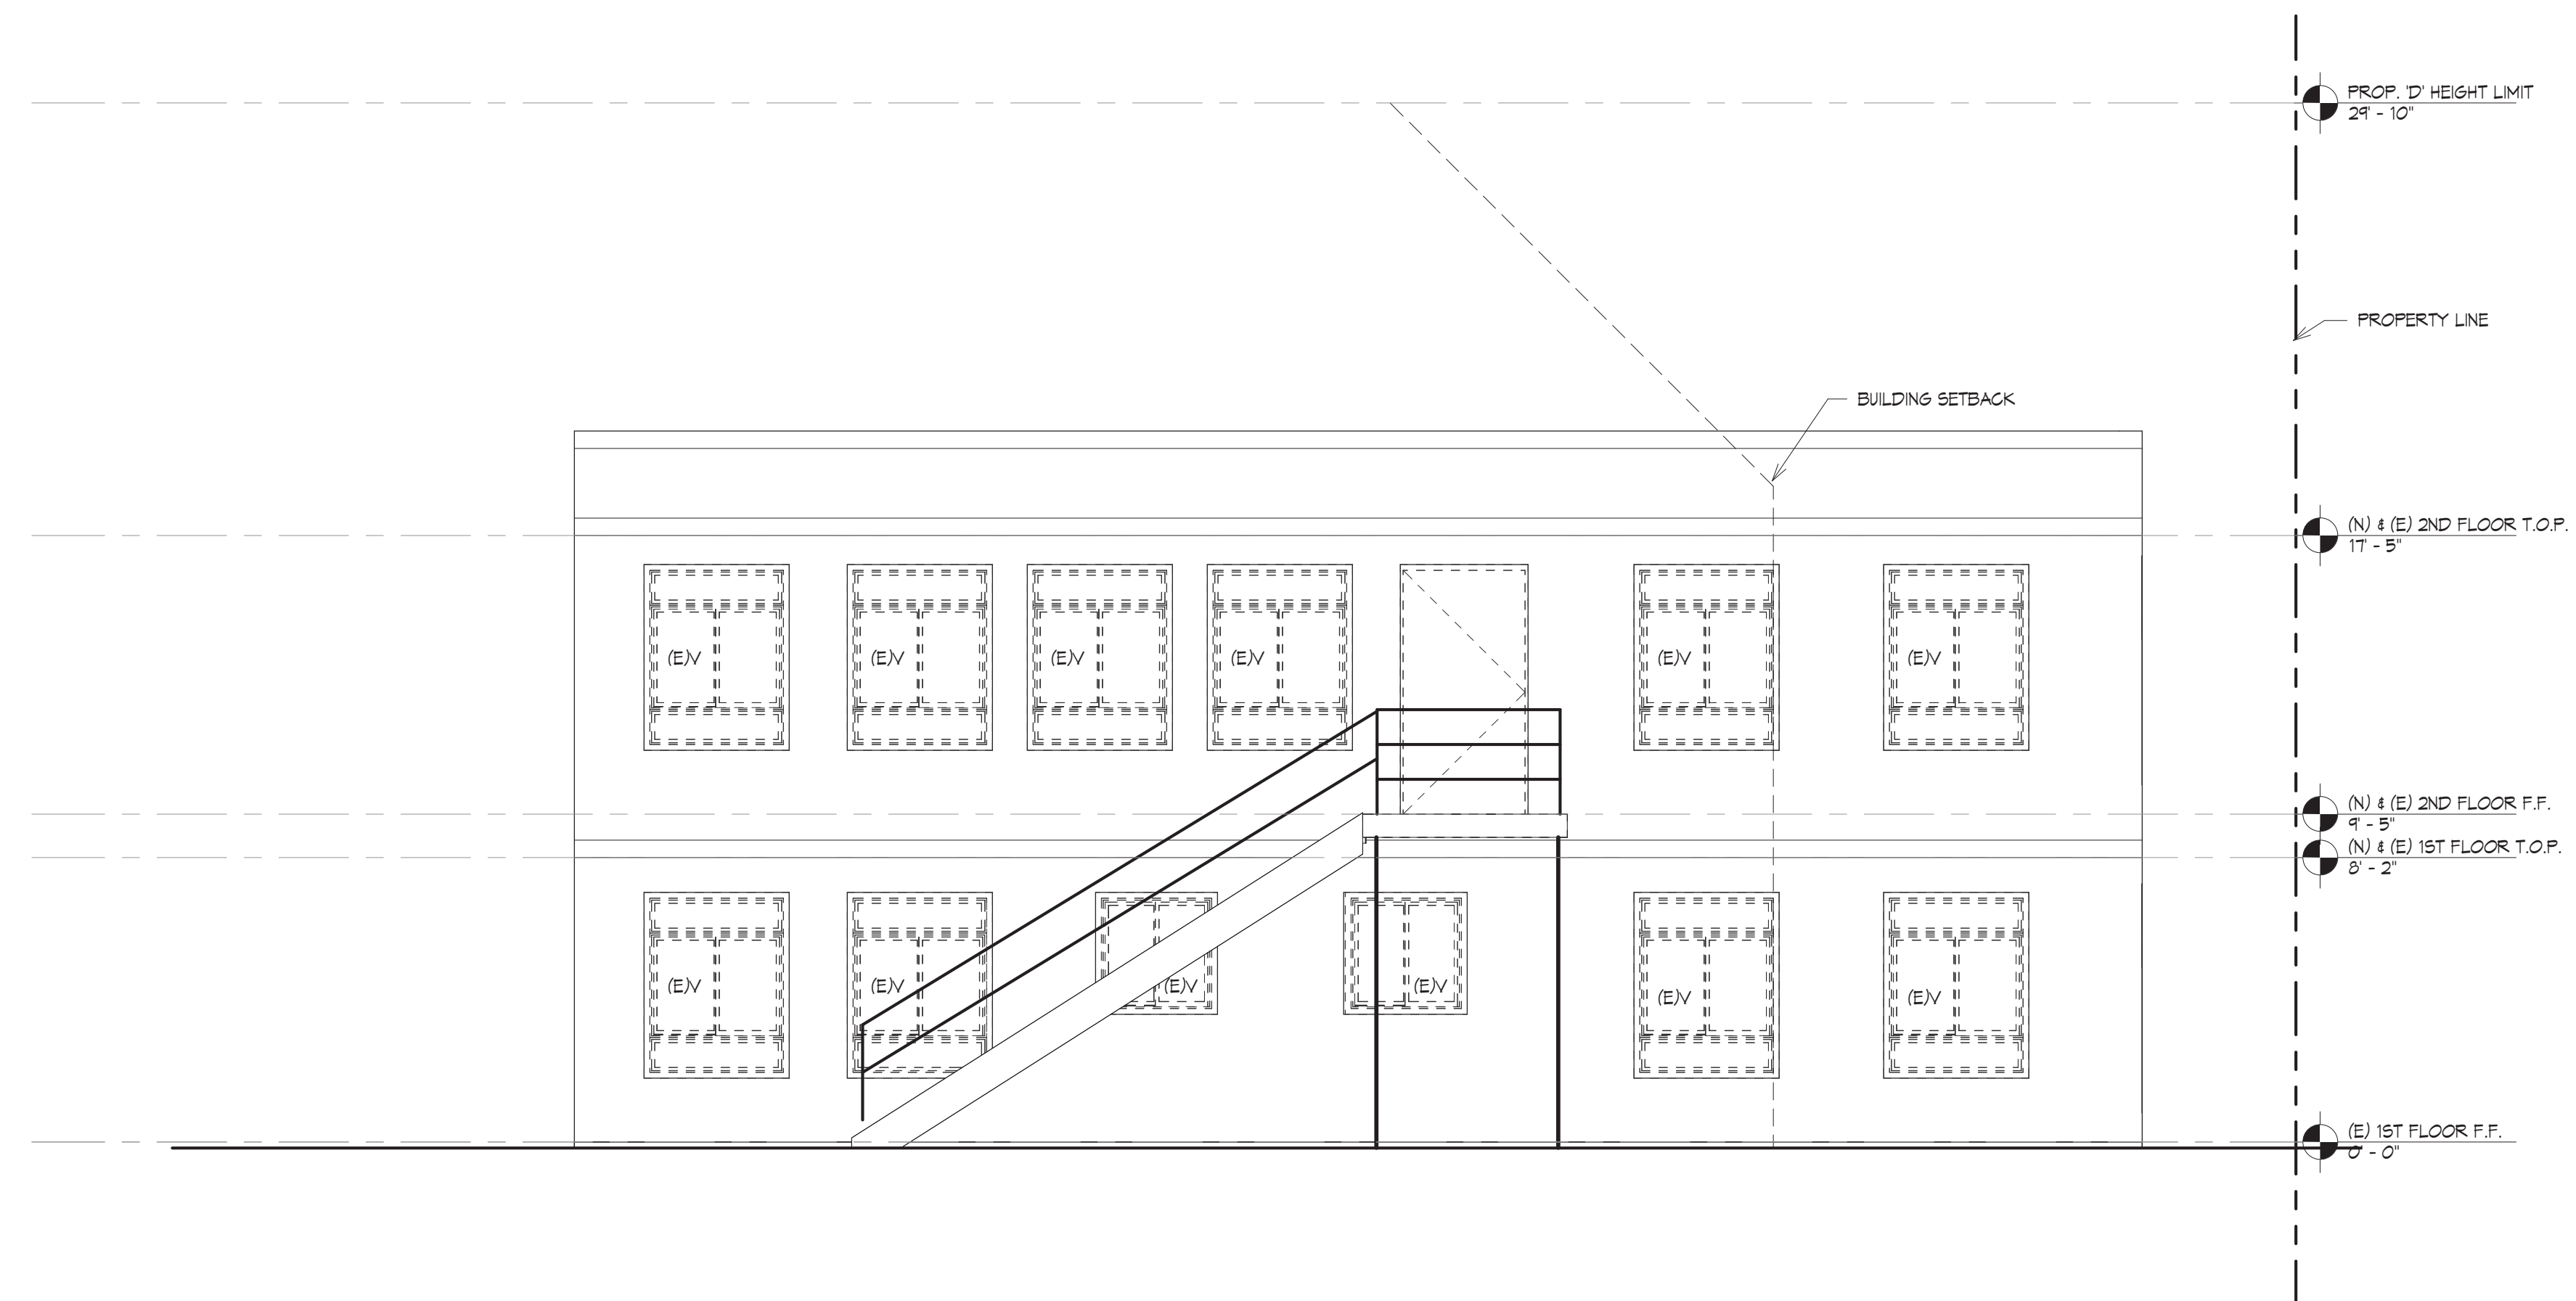 PROP. 'D' HEIGHT LIMIT
29' - 10"
PROPERTY LINE
BUILDING SETBACK
(N) & (E) 2ND FLOOR T.O.P.
17' - 5"
(E)V (E)V (E)V (E)V (E)V (E)V
(N) & (E) 2ND FLOOR F.F.
9' - 5"
(N) & (E) 1ST FLOOR T.O.P.
8' - 2"
(E)V (E)V (E)V (E)V (E)V (E)V
(E) 1ST FLOOR F.F.
0' - 0"